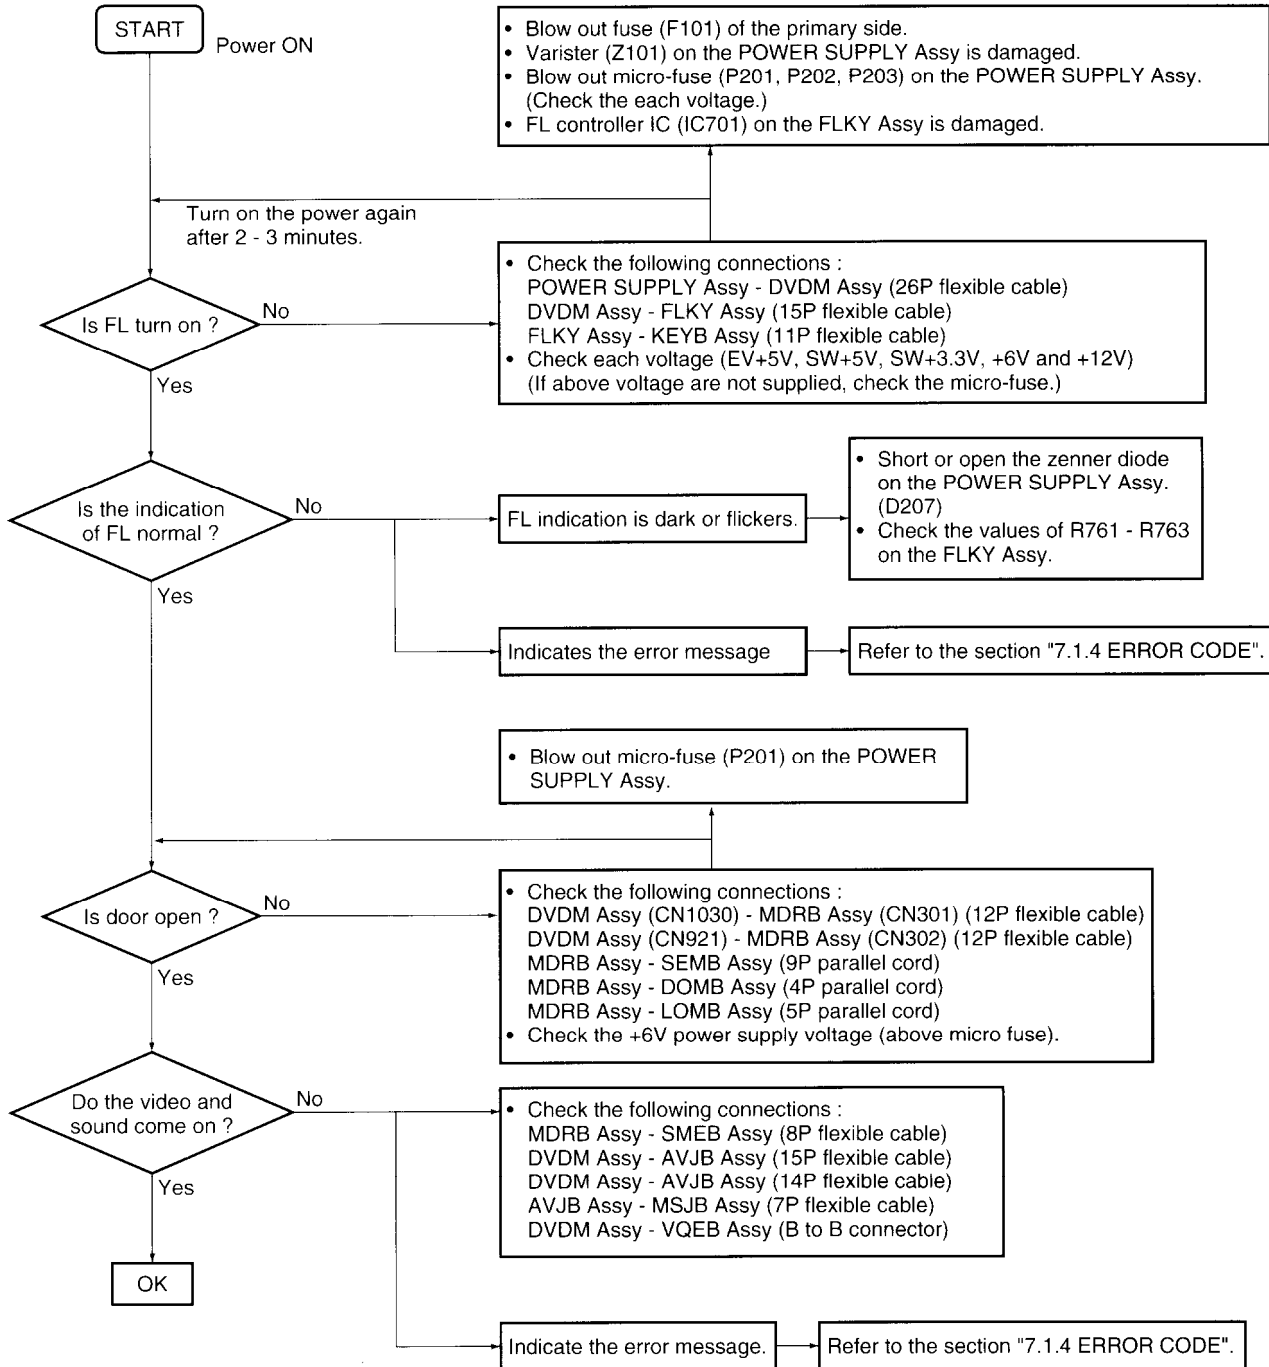 START
Power ON
• Blow out fuse (F101) of the primary side.
• Varister (Z101) on the POWER SUPPLY Assy is damaged.
• Blow out micro-fuse (P201, P202, P203) on the POWER SUPPLY Assy.
(Check the each voltage.)
• FL controller IC (IC701) on the FLKY Assy is damaged.
Turn on the power again
after 2 - 3 minutes.
Is FL turn on ?
No
Yes
• Check the following connections :
POWER SUPPLY Assy - DVDM Assy (26P flexible cable)
DVDM Assy - FLKY Assy (15P flexible cable)
FLKY Assy - KEYB Assy (11P flexible cable)
• Check each voltage (EV+5V, SW+5V, SW+3.3V, +6V and +12V)
(If above voltage are not supplied, check the micro-fuse.)
Is the indication
of FL normal ?
No
Yes
FL indication is dark or flickers.
• Short or open the zenner diode
on the POWER SUPPLY Assy.
(D207)
• Check the values of R761 - R763
on the FLKY Assy.
Indicates the error message
Refer to the section "7.1.4 ERROR CODE".
• Blow out micro-fuse (P201) on the POWER
SUPPLY Assy.
Is door open ?
No
Yes
• Check the following connections :
DVDM Assy (CN1030) - MDRB Assy (CN301) (12P flexible cable)
DVDM Assy (CN921) - MDRB Assy (CN302) (12P flexible cable)
MDRB Assy - SEMB Assy (9P parallel cord)
MDRB Assy - DOMB Assy (4P parallel cord)
MDRB Assy - LOMB Assy (5P parallel cord)
• Check the +6V power supply voltage (above micro fuse).
Do the video and
sound come on ?
No
Yes
• Check the following connections :
MDRB Assy - SMEB Assy (8P flexible cable)
DVDM Assy - AVJB Assy (15P flexible cable)
DVDM Assy - AVJB Assy (14P flexible cable)
AVJB Assy - MSJB Assy (7P flexible cable)
DVDM Assy - VQEB Assy (B to B connector)
OK
Indicate the error message.
Refer to the section "7.1.4 ERROR CODE".